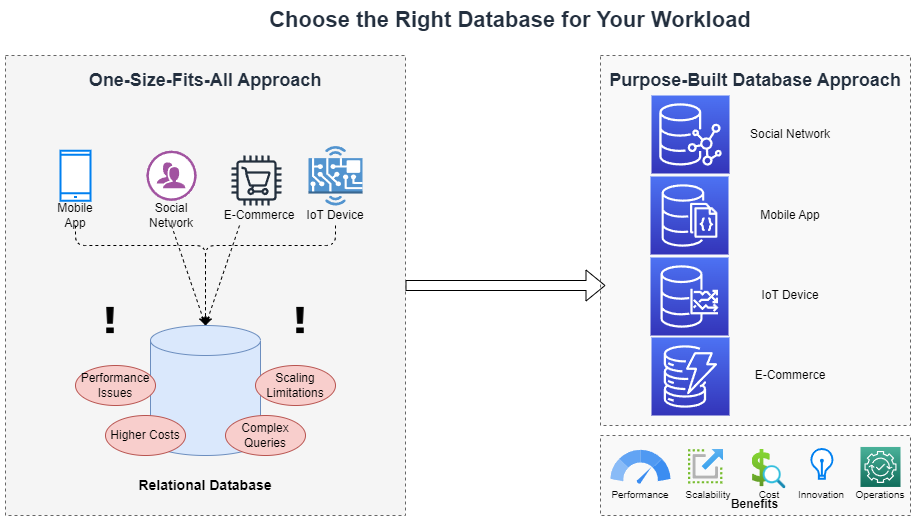 Choose the Right Database for Your Workload
One-Size-Fits-All Approach
Mobile
App
Social
Network
E-Commerce
IoT Device
!
!
Performance
Issues
Scaling
Limitations
Higher Costs
Complex
Queries
Relational Database
Purpose-Built Database Approach
Social Network
Mobile App
IoT Device
E-Commerce
Performance
Scalability
Cost
Innovation
Operations
Benefits